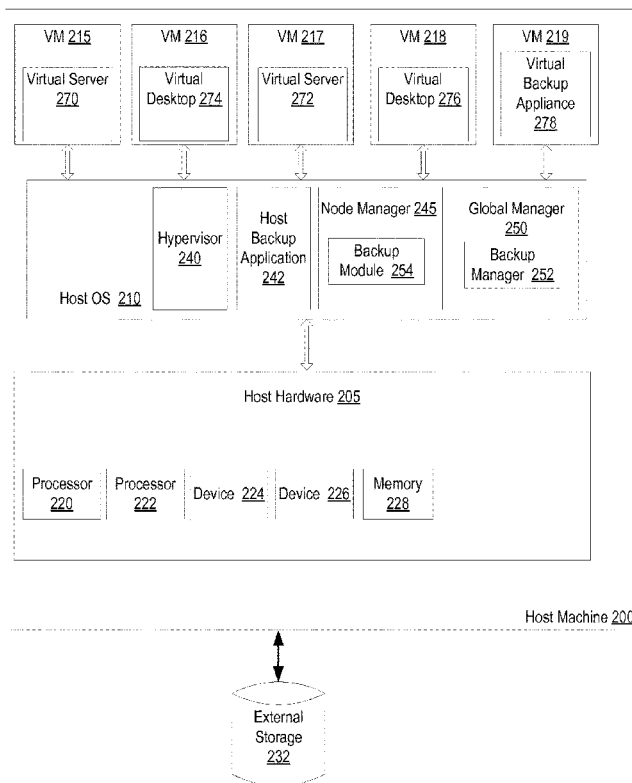 VM 215
VM 216
VM 217
VM 218
VM 219
Virtual Server
270
Virtual
Desktop 274
Virtual Server
272
Virtual
Desktop 276
Virtual
Backup
Appliance
278
Hypervisor
240
Host
Backup
Application
242
Node Manager 245
Backup
Module 254
Global Manager
250
Backup
Manager 252
Host OS 210
Host Hardware 205
Processor
220
Processor
222
Device 224
Device 226
Memory
228
Host Machine 200
External
Storage
232